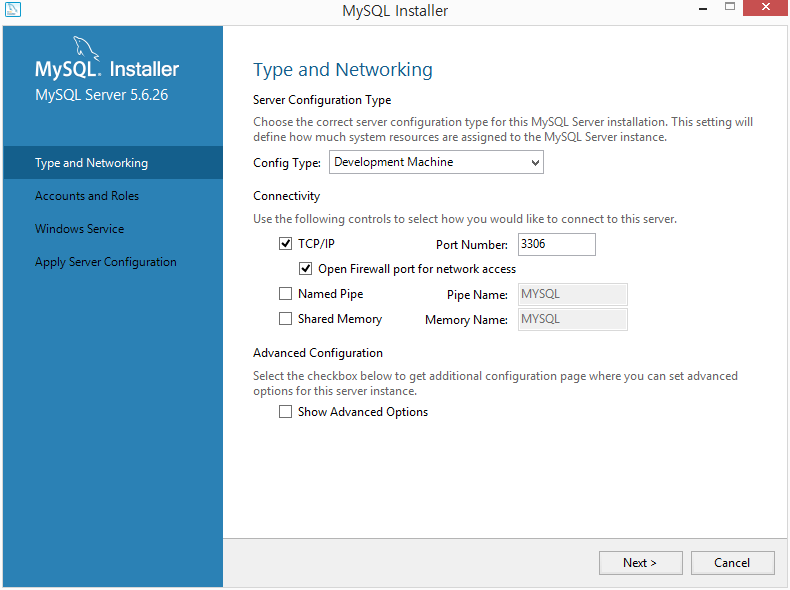 MySQL Installer
MySQL. Installer
MySQL Server 5.6.26
Type and Networking
Accounts and Roles
Windows Service
Apply Server Configuration
Type and Networking
Server Configuration Type
Choose the correct server configuration type for this MySQL Server installation. This setting will
define how much system resources are assigned to the MySQL Server instance.
Config Type: Development Machine
Connectivity
Use the following controls to select how you would like to connect to this server.
TCP/IP Port Number: 3306
Open Firewall port for network access
Named Pipe Pipe Name: MYSQL
Shared Memory Memory Name: MYSQL
Advanced Configuration
Select the checkbox below to get additional configuration page where you can set advanced
options for this server instance.
Show Advanced Options
Next > Cancel